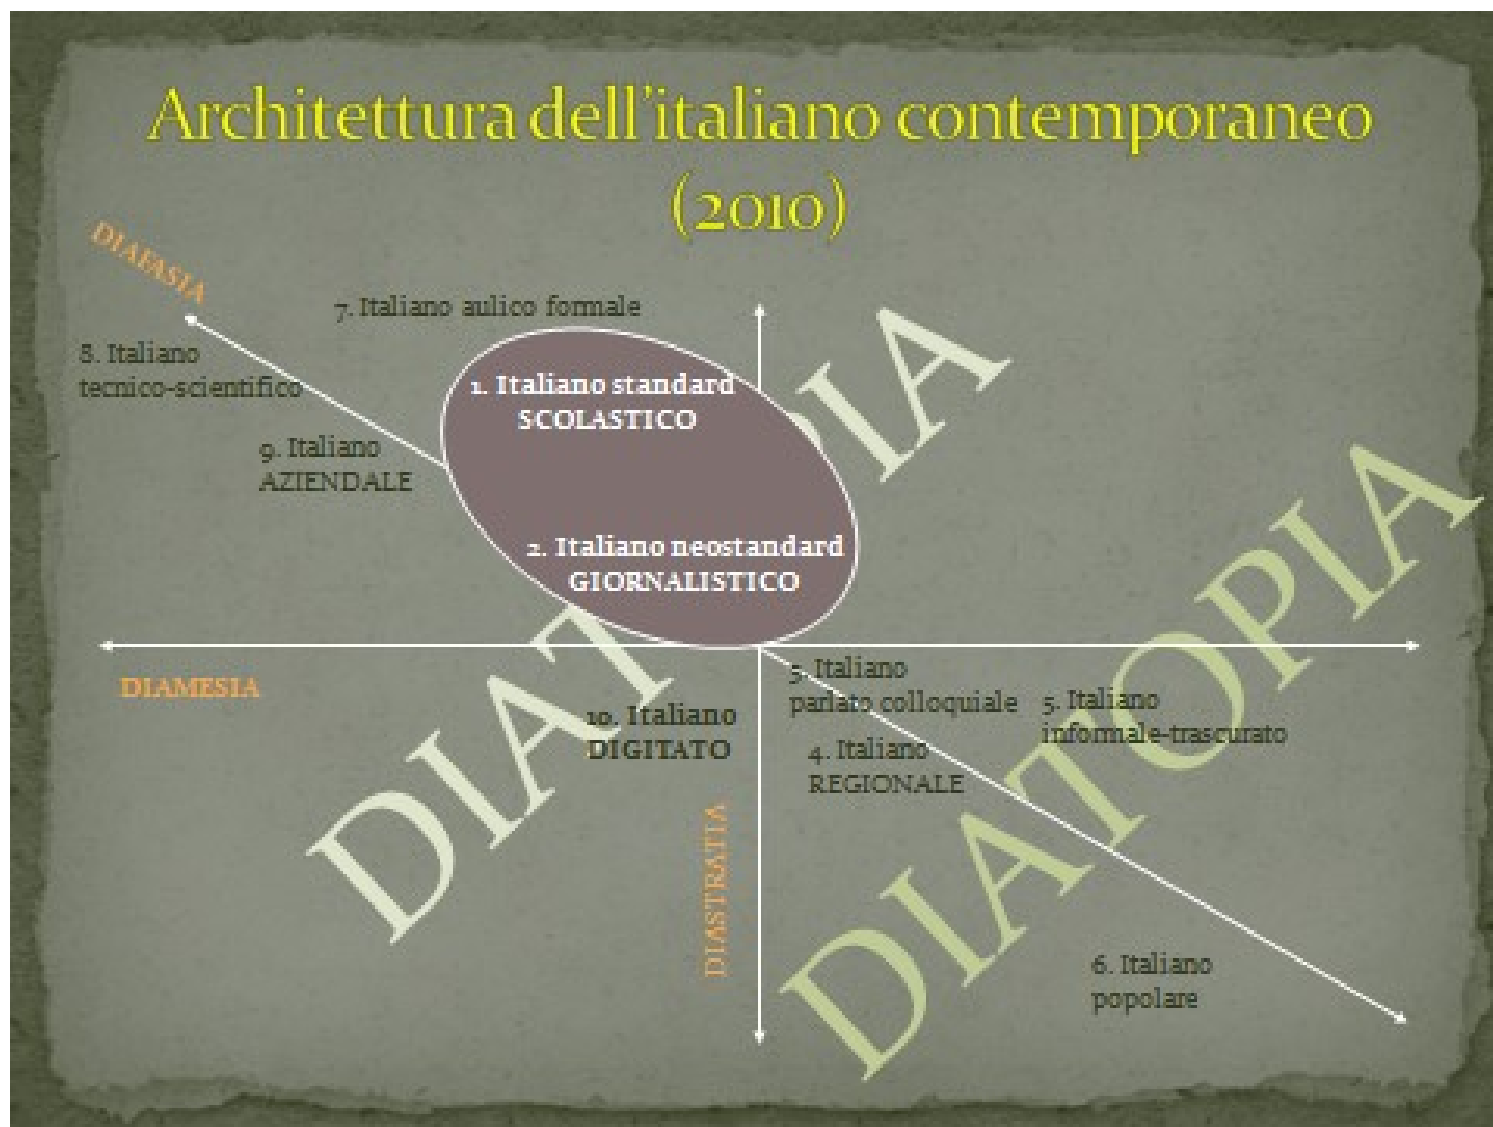 Architettura dell'italiano contemporaneo
(2010)
DIAFASIA
7. Italiano aulico formale
8. Italiano
tecnico-scientifico
1. Italiano standard
SCOLASTICO
9. Italiano
AZIENDALE
2. Italiano neostandard
GIORNALISTICO
DIATOPIA
DIATOPIA
DIAMESIA
5. Italiano
parlato colloquiale
5. Italiano
informale-trascurato
10. Italiano
DIGITATO
4. Italiano
REGIONALE
DIASTRATIA
6. Italiano
popolare